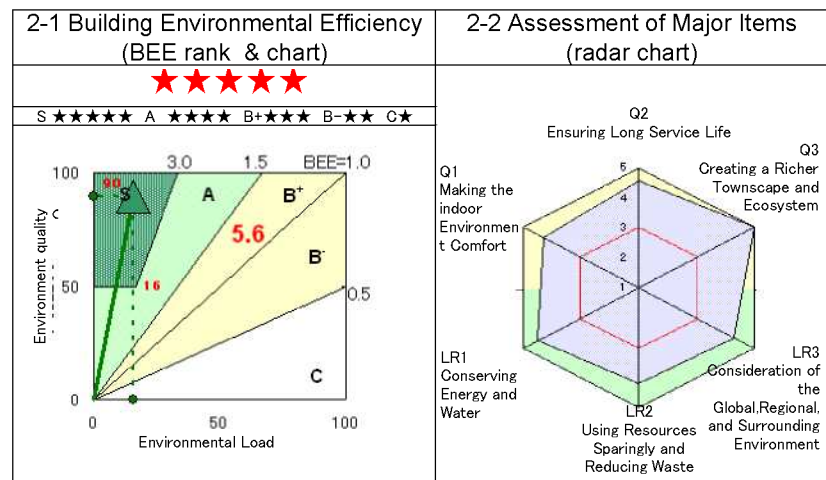 2-1 Building Environmental Efficiency
(BEE rank & chart)
★★★★★
S ★★★★★ A ★★★★ B+★★★ B-★★ C★
3.0 1.5 BEE=1.0
100
90
S
A
B+
5.6
B-
50
16
0.5
C
0
0 50 100
Environment quality
Environmental Load
2-2 Assessment of Major Items
(radar chart)
Q2
Ensuring Long Service Life
Q3
Creating a Richer
Townscape and
Ecosystem
Q1
Making the
indoor
Environmen
t Comfort
5
4
3
2
1
LR1
Conserving
Energy and
Water
LR2
Using Resources
Sparingly and
Reducing Waste
LR3
Consideration of
the
Global,Regional,
and Surrounding
Environment